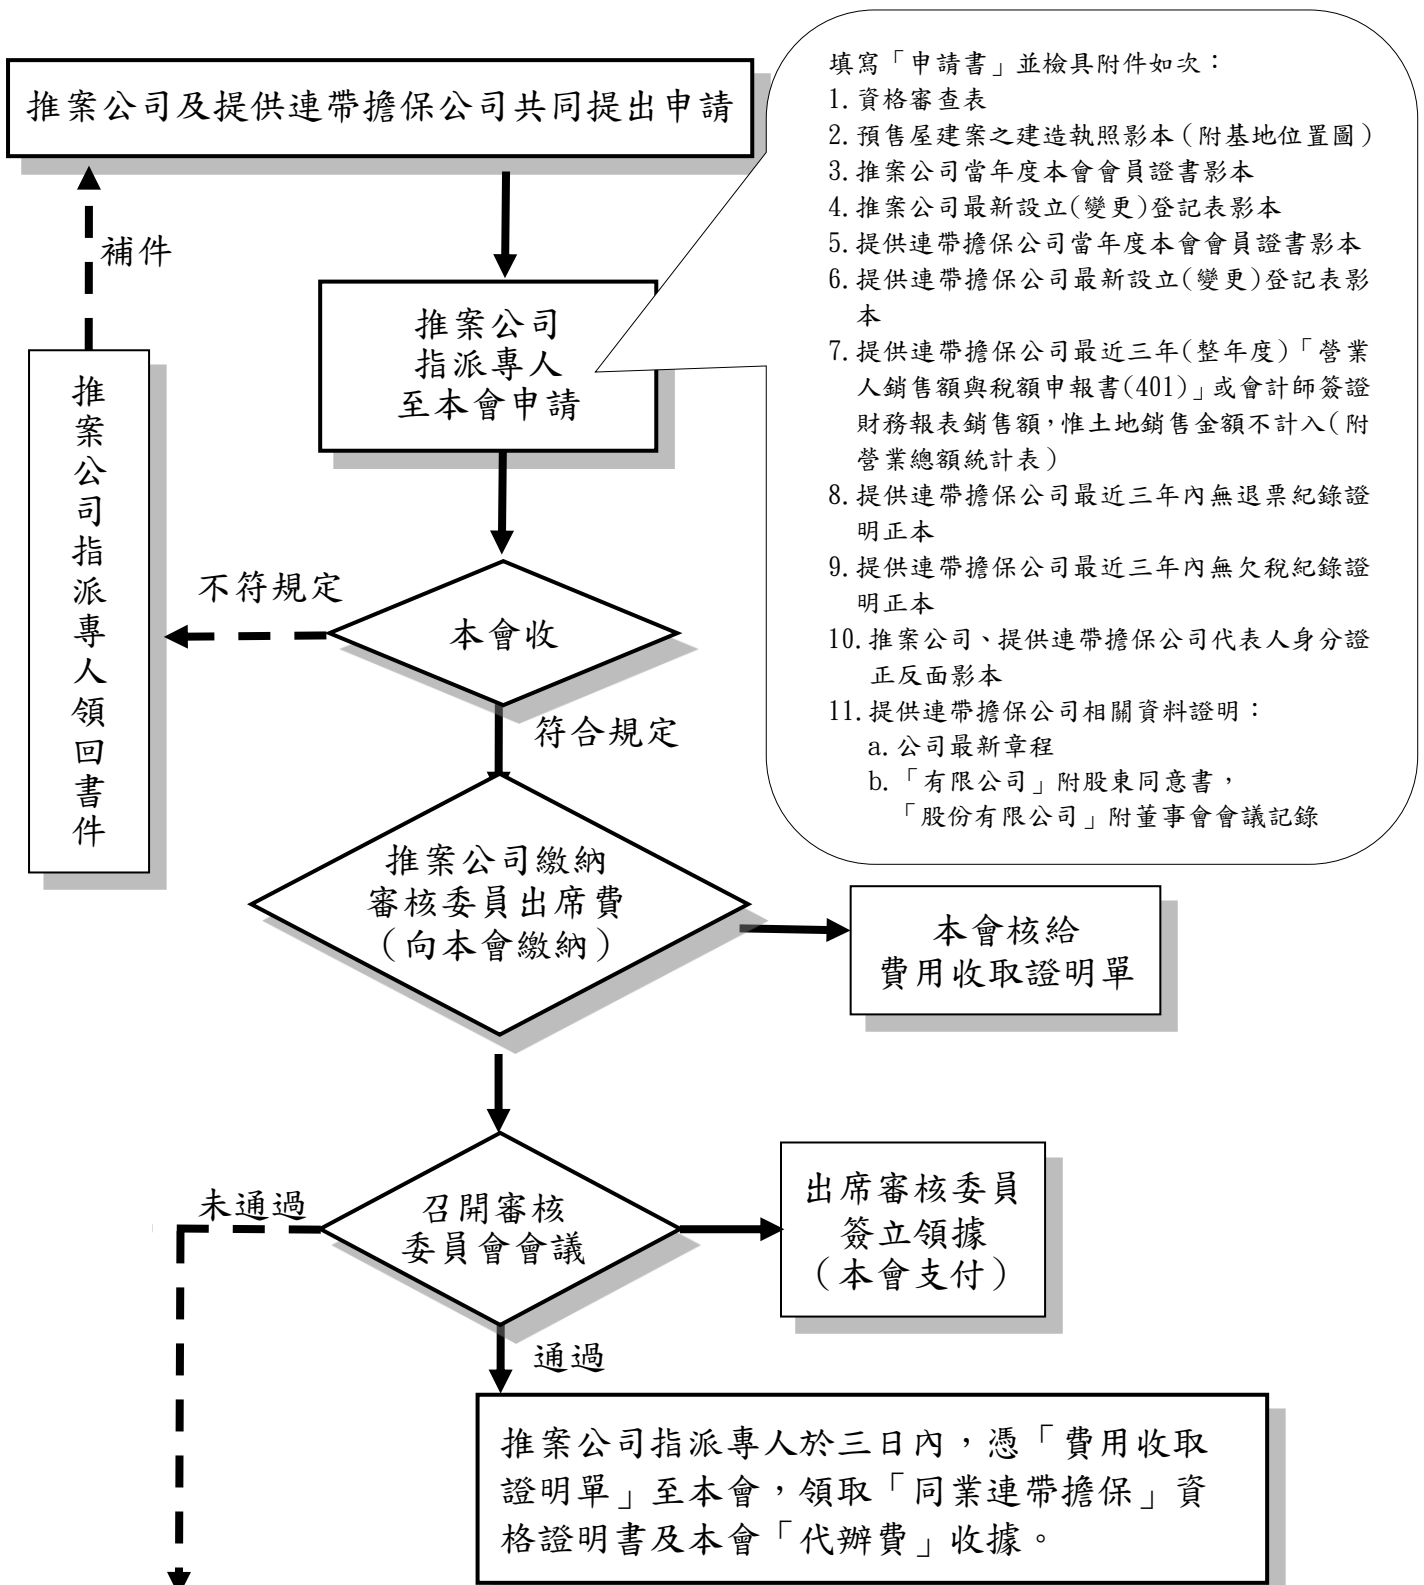 推案公司及提供連帶擔保公司共同提出申請
填寫「申請書」並檢具附件如次：
1.資格審查表
2.預售屋建案之建造執照影本（附基地位置圖）
3.推案公司當年度本會會員證書影本
4.推案公司最新設立(變更)登記表影本
5.提供連帶擔保公司當年度本會會員證書影本
6.提供連帶擔保公司最新設立(變更)登記表影
本
7.提供連帶擔保公司最近三年(整年度)「營業
人銷售額與稅額申報書(401)」或會計師簽證
財務報表銷售額，惟土地銷售金額不計入（附
營業總額統計表）
8.提供連帶擔保公司最近三年內無退票紀錄證
明正本
9.提供連帶擔保公司最近三年內無欠稅紀錄證
明正本
10.推案公司、提供連帶擔保公司代表人身分證
正反面影本
11.提供連帶擔保公司相關資料證明：
a.公司最新章程
b.「有限公司」附股東同意書，
「股份有限公司」附董事會會議記錄
補件
推案公司
指派專人
至本會申請
推案公司指派專人領回書件
不符規定
本會收
符合規定
推案公司繳納
審核委員出席費
（向本會繳納）
本會核給
費用收取證明單
未通過
召開審核
委員會會議
出席審核委員
簽立領據
（本會支付）
通過
推案公司指派專人於三日內，憑「費用收取
證明單」至本會，領取「同業連帶擔保」資
格證明書及本會「代辦費」收據。